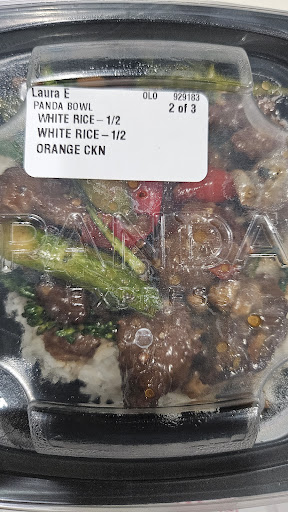 Laura E OLO 929183
PANDA BOWL 2 of 3
WHITE RICE – 1/2
WHITE RICE – 1/2
ORANGE CKN
PANDA
EXPRESS